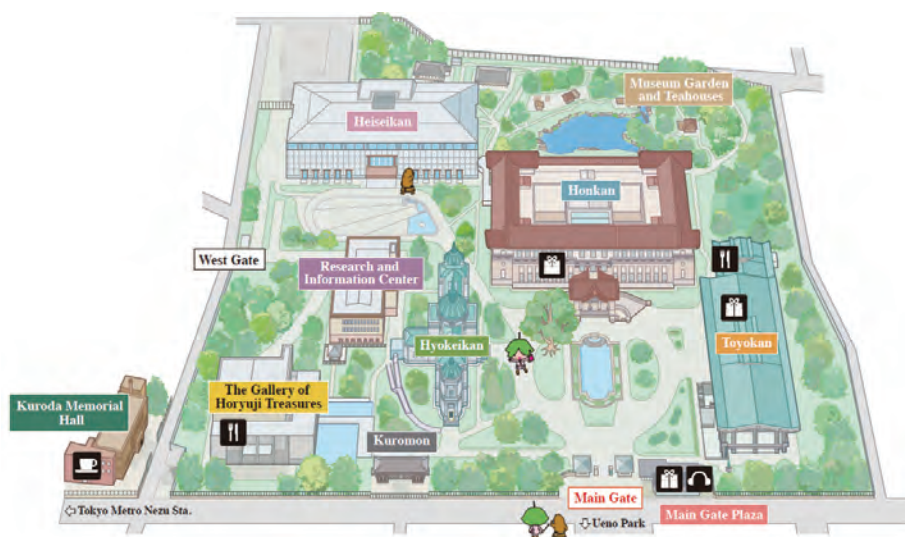 Museum Garden
and Teahouses
Heiseikan
Honkan
West Gate
Research and
Information Center
Hyokeikan
Toyokan
The Gallery of
Horyuji Treasures
Kuroda Memorial
Hall
Kuromon
Main Gate
Main Gate Plaza
Tokyo Metro Nezu Sta.
Ueno Park